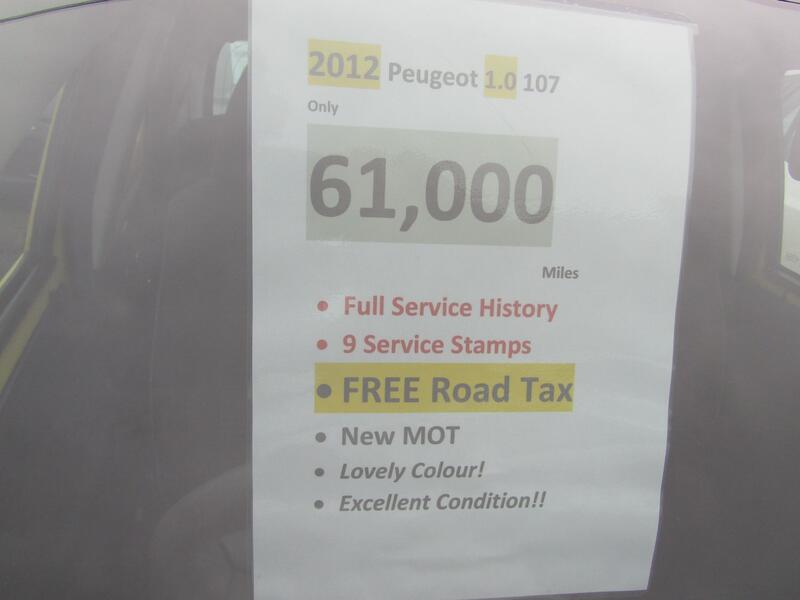 2012 Peugeot 1.0 107
Only
61,000
Miles
• Full Service History
• 9 Service Stamps
• FREE Road Tax
• New MOT
• Lovely Colour!
• Excellent Condition!!